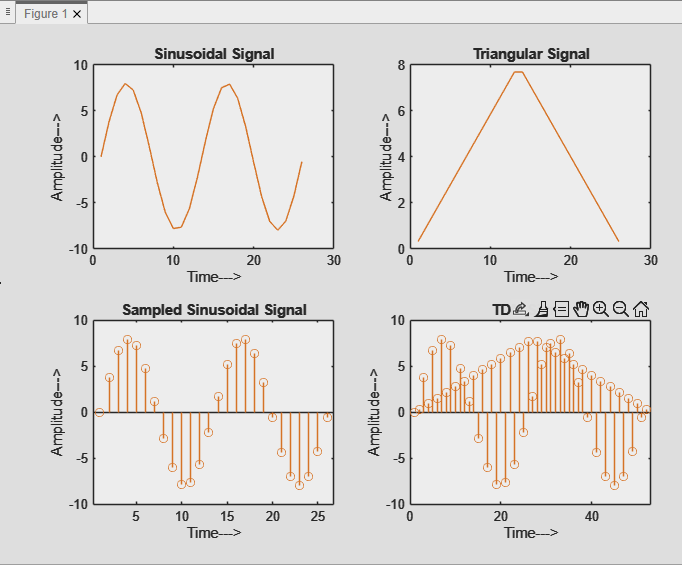 Figure 1
Sinusoidal Signal
10
5
0
-5
-10
0 10 20 30
Amplitude--->
Time--->
Triangular Signal
8
6
4
2
0
0 10 20 30
Amplitude--->
Time--->
Sampled Sinusoidal Signal
10
5
0
-5
-10
5 10 15 20 25
Amplitude--->
Time--->
TD
10
5
0
-5
-10
0 20 40
Amplitude--->
Time--->